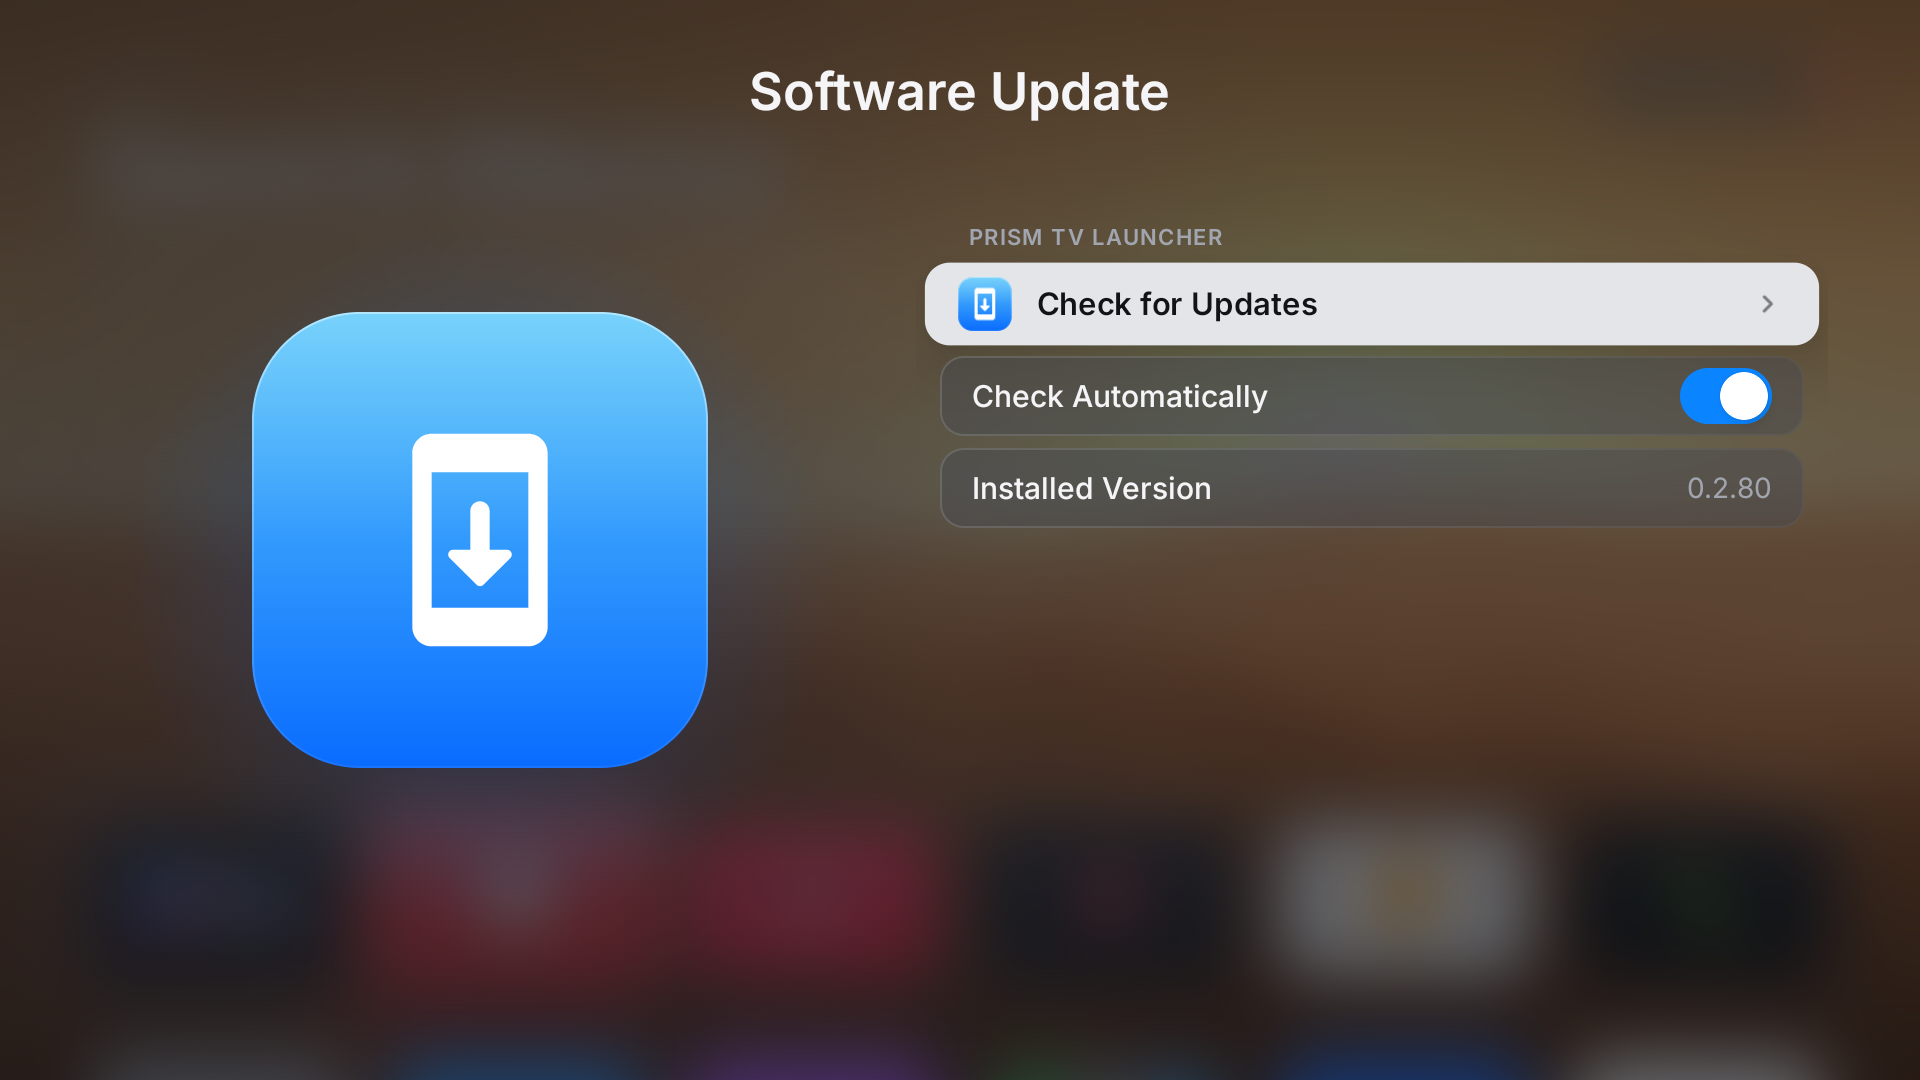 Software Update
PRISM TV LAUNCHER
Check for Updates
Check Automatically
Installed Version
0.2.80